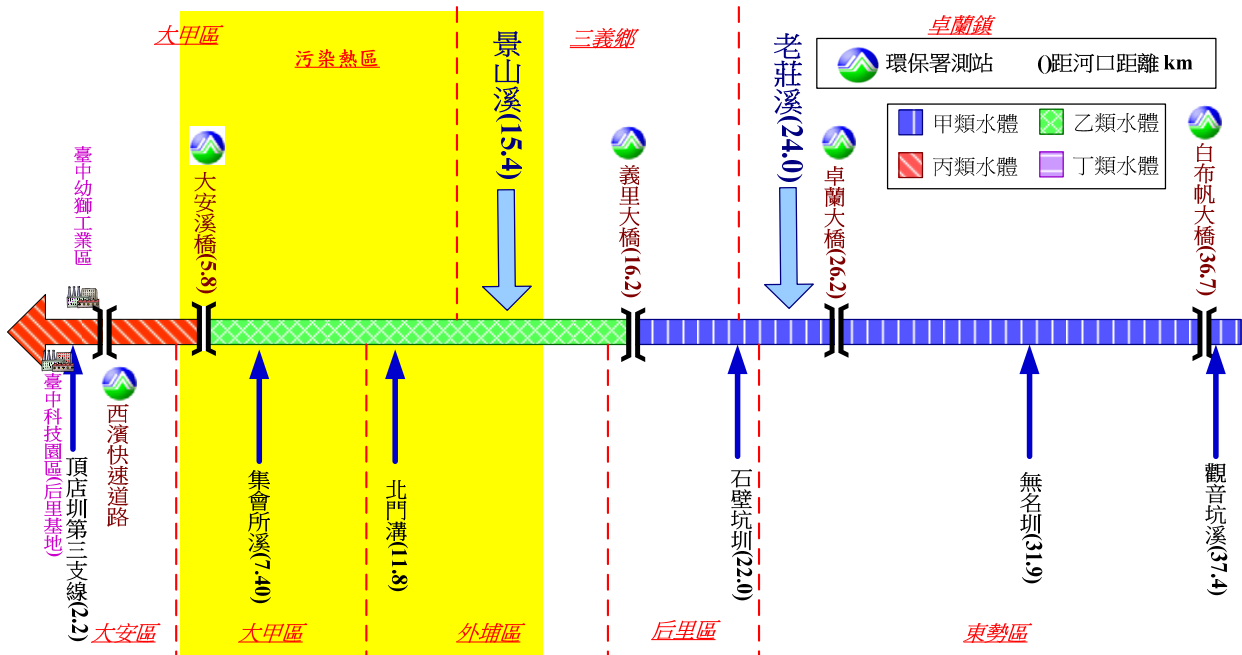 大甲區
污染熱區
三義鄉
卓蘭鎮
環保署測站 ()距河口距離 km
甲類水體
乙類水體
丙類水體
丁類水體
臺中幼獅工業區
大安溪橋(5.8)
景山溪(15.4)
義里大橋(16.2)
老莊溪(24.0)
卓蘭大橋(26.2)
白布帆大橋(36.7)
臺中科技園區(后里基地)
頂店圳第三支線(2.2)
西濱快速道路
集會所溪(7.40)
北門溝(11.8)
石壁坑圳(22.0)
無名圳(31.9)
觀音坑溪(37.4)
大安區
大甲區
外埔區
后里區
東勢區